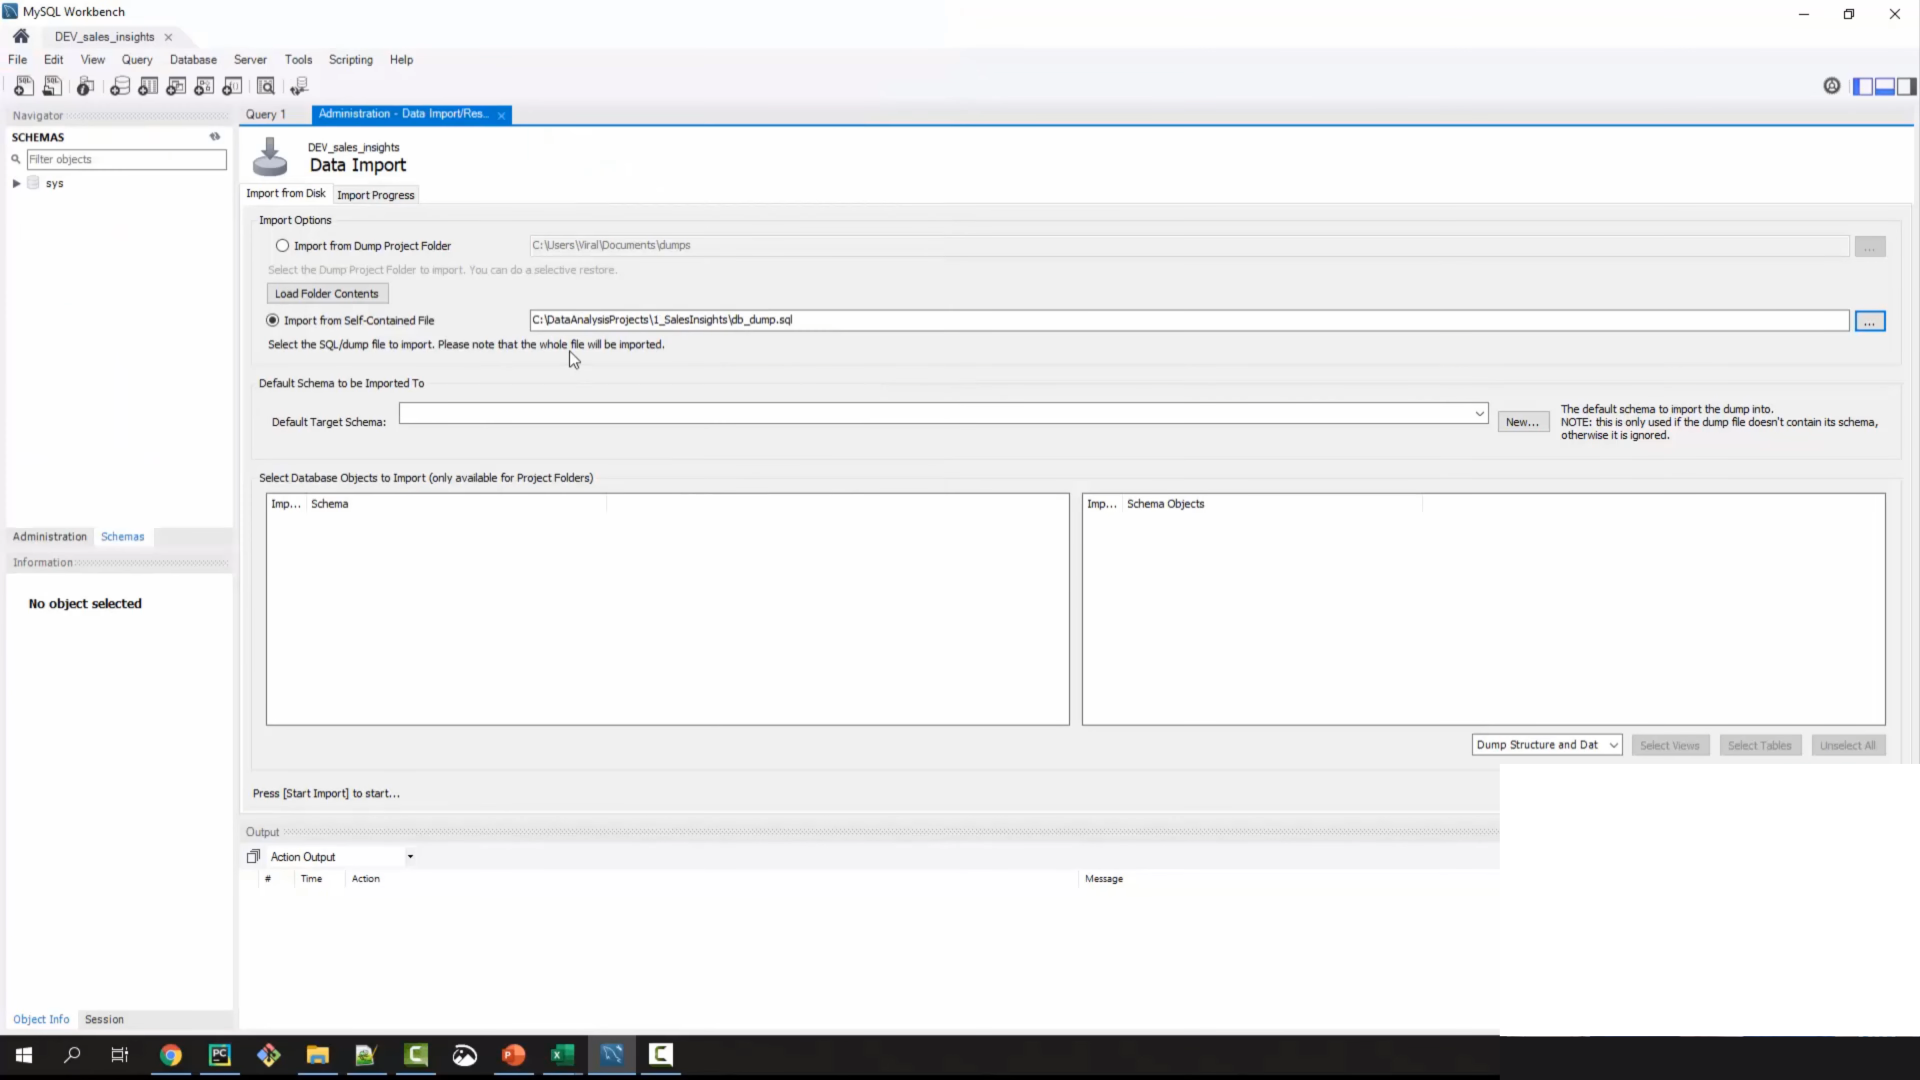 MySQL Workbench
DEV_sales_insights
File Edit View Query Database Server Tools Scripting Help
Navigator
SCHEMAS
Filter objects
sys
Administration Schemas
Information
No object selected
Object Info Session
Query 1 Administration - Data Import/Res...
DEV_sales_insights
Data Import
Import from Disk Import Progress
Import Options
Import from Dump Project Folder C:\Users\Viral\Documents\dumps ...
Select the Dump Project Folder to import. You can do a selective restore.
Load Folder Contents
Import from Self-Contained File C:\DataAnalysisProjects\1_SalesInsights\db_dump.sql ...
Select the SQL/dump file to import. Please note that the whole file will be imported.
Default Schema to be Imported To
Default Target Schema: New...
The default schema to import the dump into.
NOTE: this is only used if the dump file doesn't contain its schema,
otherwise it is ignored.
Select Database Objects to Import (only available for Project Folders)
Imp... Schema Imp... Schema Objects
Dump Structure and Dat Select Views Select Tables Unselect All
Press [Start Import] to start...
Output
Action Output
# Time Action Message